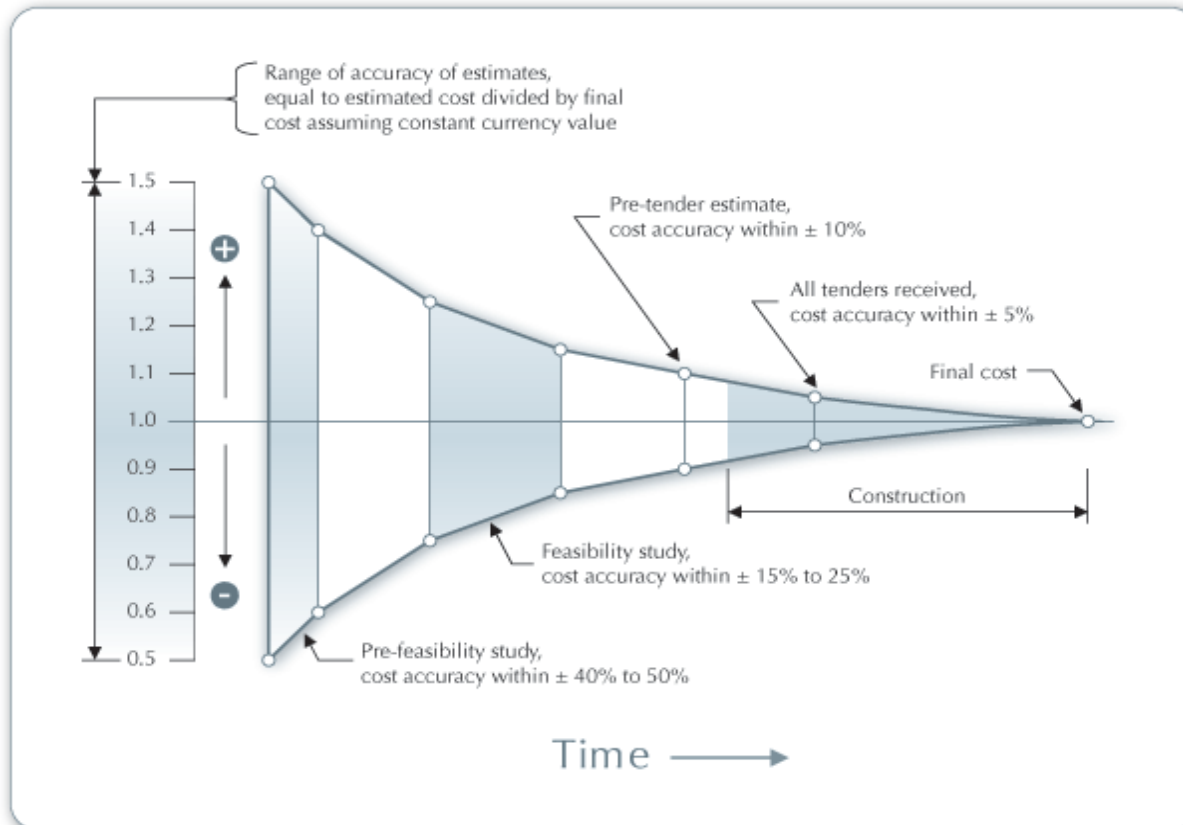 Range of accuracy of estimates,
equal to estimated cost divided by final
cost assuming constant currency value
1.5
1.4
1.3
1.2
1.1
1.0
0.9
0.8
0.7
0.6
0.5
+
-
Pre-tender estimate,
cost accuracy within ± 10%
All tenders received,
cost accuracy within ± 5%
Final cost
Construction
Feasibility study,
cost accuracy within ± 15% to 25%
Pre-feasibility study,
cost accuracy within ± 40% to 50%
Time